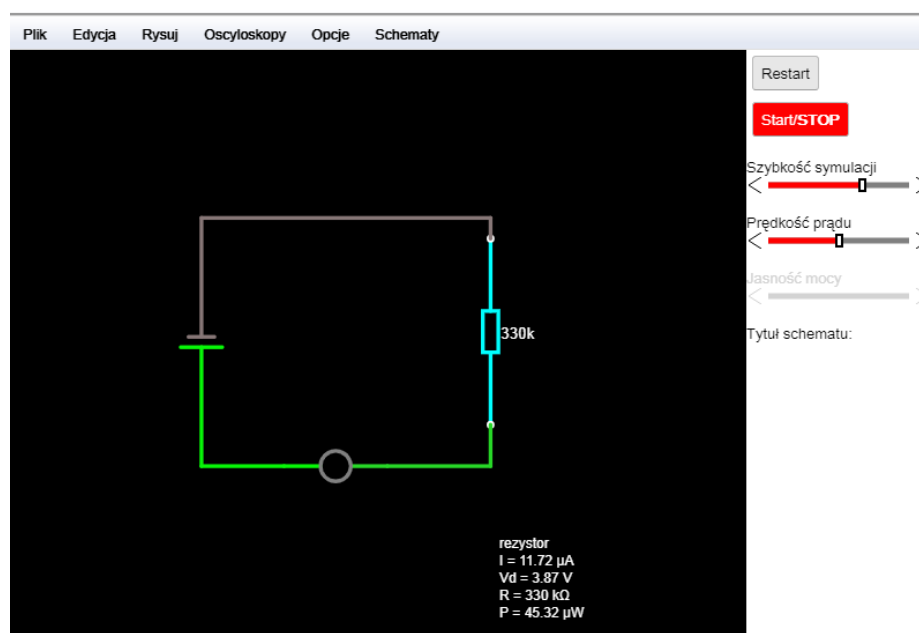 Plik Edycja Rysuj Oscyloskopy Opcje Schematy
Restart
Start/STOP
Szybkość symulacji
Prędkość prądu
Jasność mocy
Tytuł schematu:
330k
rezystor
I = 11.72 μA
Vd = 3.87 V
R = 330 kΩ
P = 45.32 μW